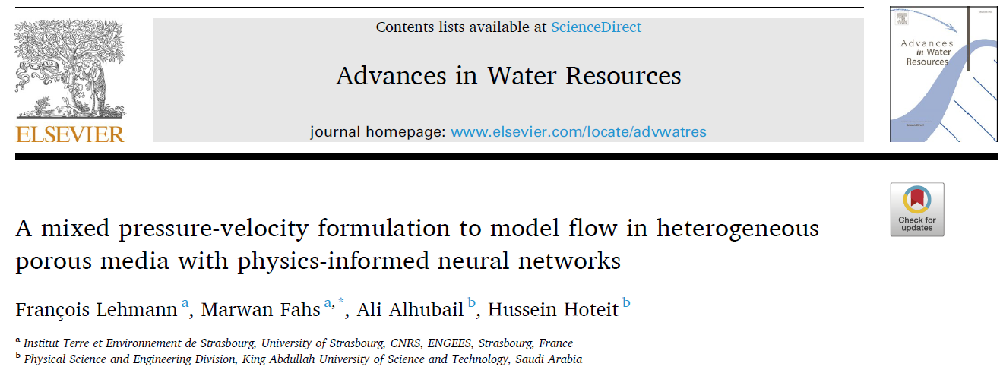 Contents lists available at ScienceDirect
Advances in Water Resources
journal homepage: www.elsevier.com/locate/advwatres
ELSEVIER
Advances
in Water
Resources
Check for
updates
A mixed pressure-velocity formulation to model flow in heterogeneous
porous media with physics-informed neural networks
François Lehmann a, Marwan Fahs a,*, Ali Alhubail b, Hussein Hoteit b
a Institut Terre et Environnement de Strasbourg, University of Strasbourg, CNRS, ENGEES, Strasbourg, France
b Physical Science and Engineering Division, King Abdullah University of Science and Technology, Saudi Arabia